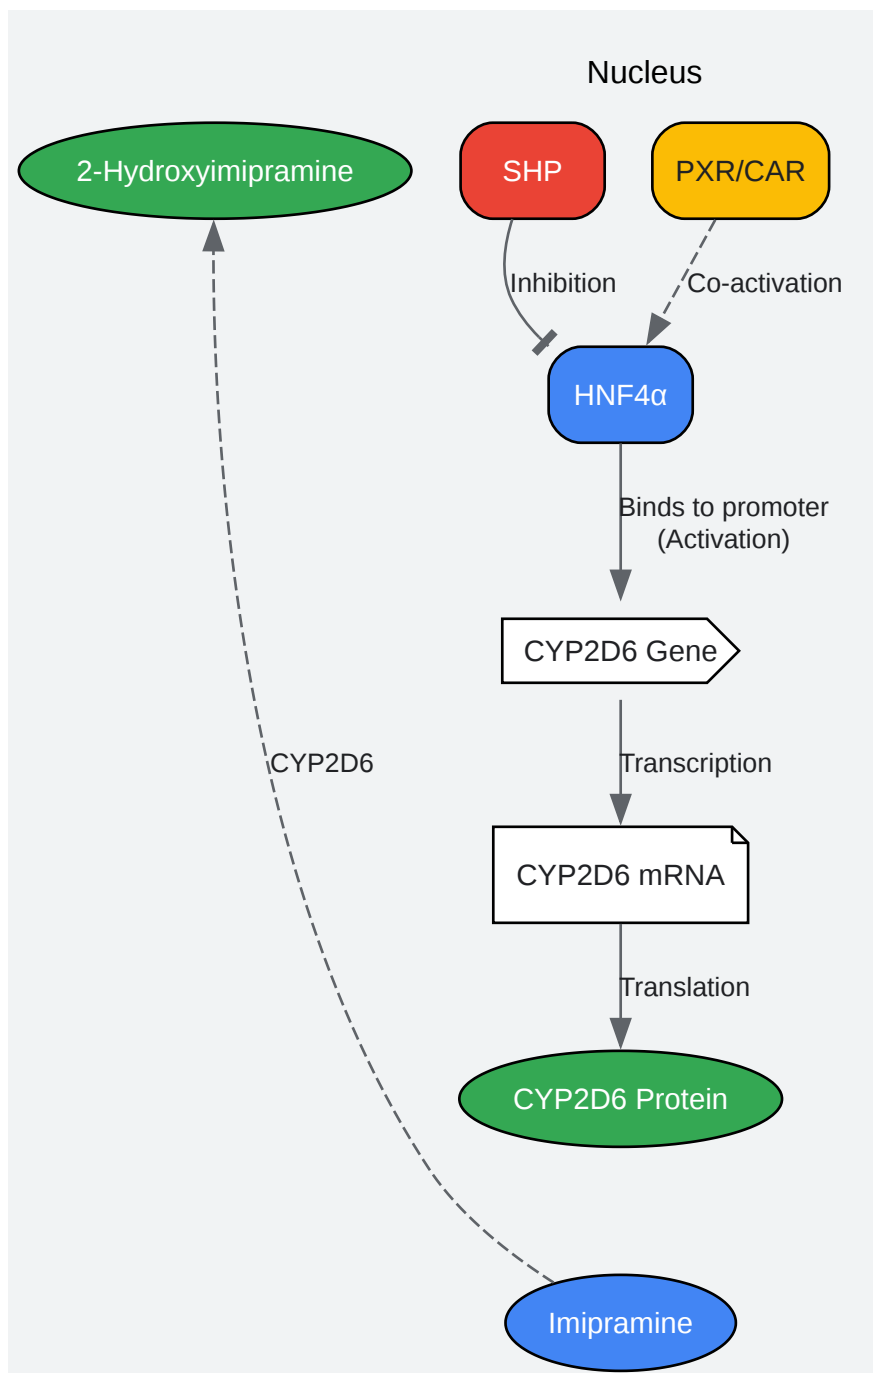 Nucleus
2-Hydroxyimipramine
SHP
PXR/CAR
Inhibition
Co-activation
HNF4α
Binds to promoter
(Activation)
CYP2D6 Gene
CYP2D6
Transcription
CYP2D6 mRNA
Translation
CYP2D6 Protein
Imipramine